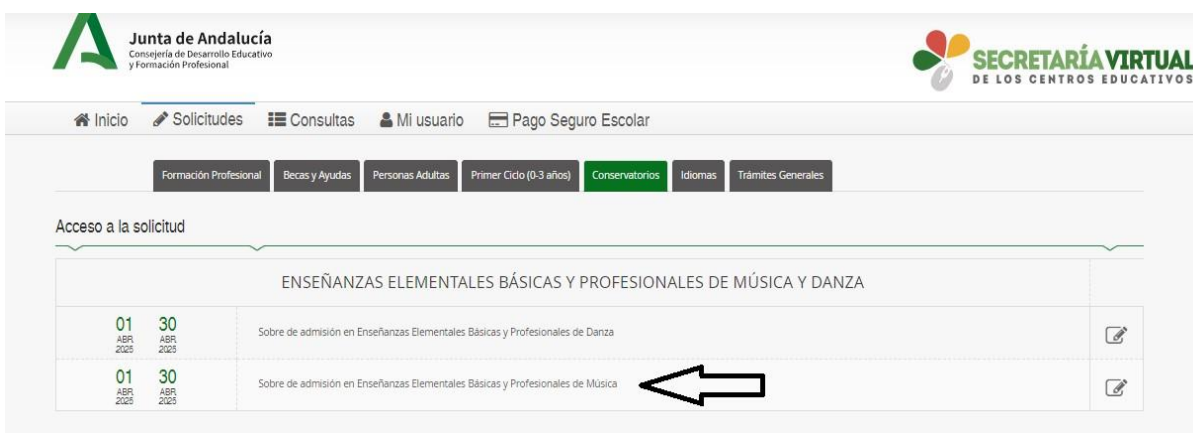 Junta de Andalucía
Consejería de Desarrollo Educativo
y Formación Profesional
SECRETARÍA VIRTUAL
DE LOS CENTROS EDUCATIVOS
Inicio Solicitudes Consultas Mi usuario Pago Seguro Escolar
Formación Profesional Becas y Ayudas Personas Adultas Primer Ciclo (0-3 años) Conservatorios Idiomas Trámites Generales
Acceso a la solicitud
ENSEÑANZAS ELEMENTALES BÁSICAS Y PROFESIONALES DE MÚSICA Y DANZA
01 30
ABR. ABR.
2025 2025
Sobre de admisión en Enseñanzas Elementales Básicas y Profesionales de Danza
01 30
ABR. ABR.
2025 2025
Sobre de admisión en Enseñanzas Elementales Básicas y Profesionales de Música